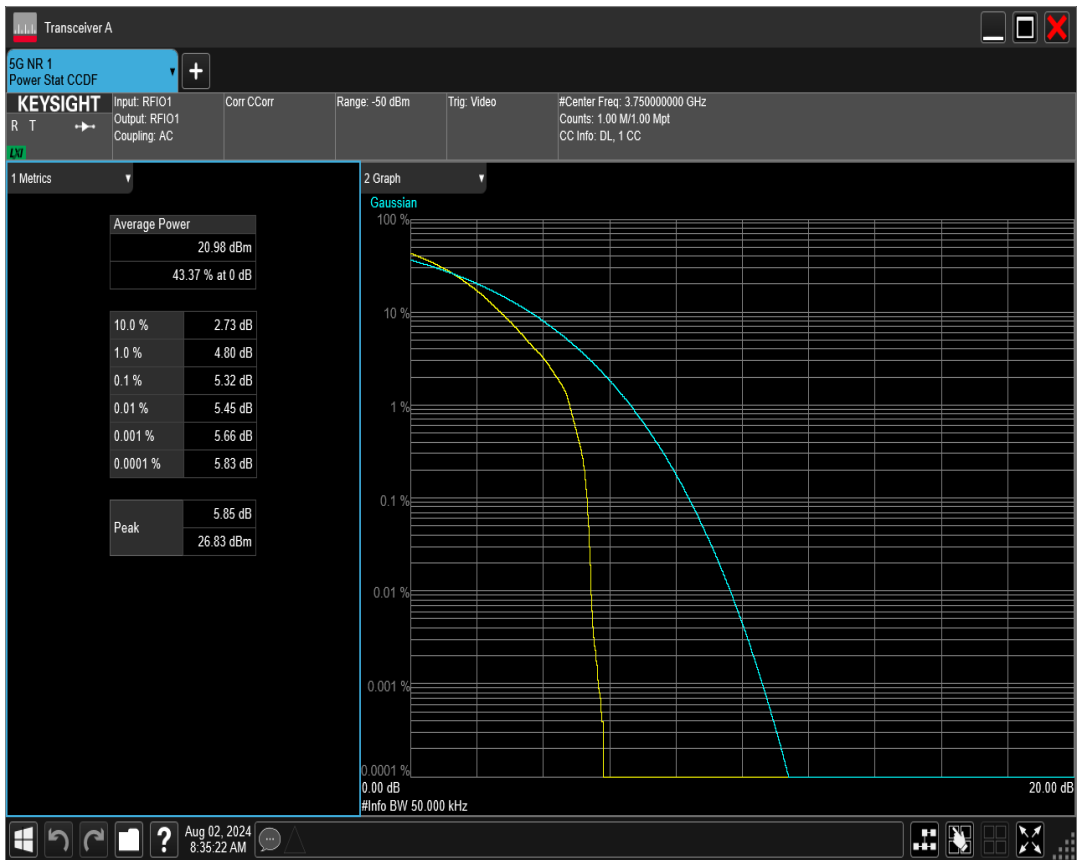 Transceiver A
5G NR 1
Power Stat CCDF
+
KEYSIGHT
R T
LXI
Input: RFIO1
Output: RFIO1
Coupling: AC
Corr CCorr
Range: -50 dBm
Trig: Video
#Center Freq: 3.750000000 GHz
Counts: 1.00 M/1.00 Mpt
CC Info: DL, 1 CC
1 Metrics
Average Power
20.98 dBm
43.37 % at 0 dB
10.0 % 2.73 dB
1.0 % 4.80 dB
0.1 % 5.32 dB
0.01 % 5.45 dB
0.001 % 5.66 dB
0.0001 % 5.83 dB
Peak
5.85 dB
26.83 dBm
2 Graph
Gaussian
100 %
10 %
1 %
0.1 %
0.01 %
0.001 %
0.0001 %
0.00 dB 20.00 dB
#Info BW 50.000 kHz
?
Aug 02, 2024
8:35:22 AM